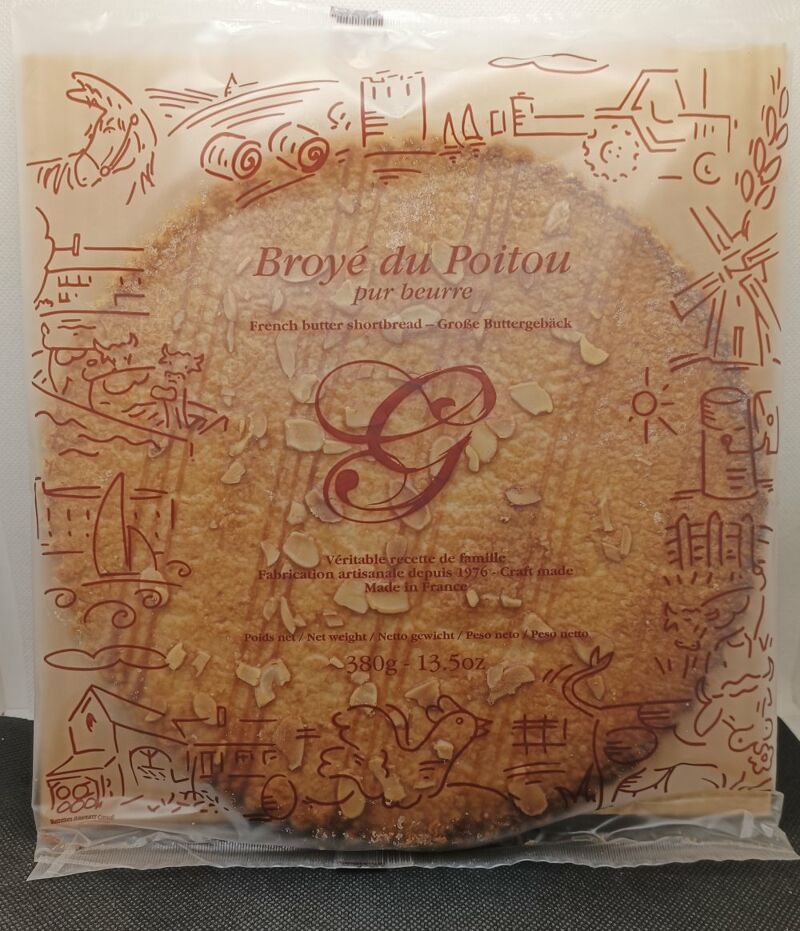 Broyé du Poitou
pur beurre
French butter shortbread – Große Buttergebäck
G
Véritable recette de famille
Fabrication artisanale depuis 1976 - Craft made
Made in France
Poids net / Net weight / Netto gewicht / Peso neto / Peso netto
380g - 13.5oz